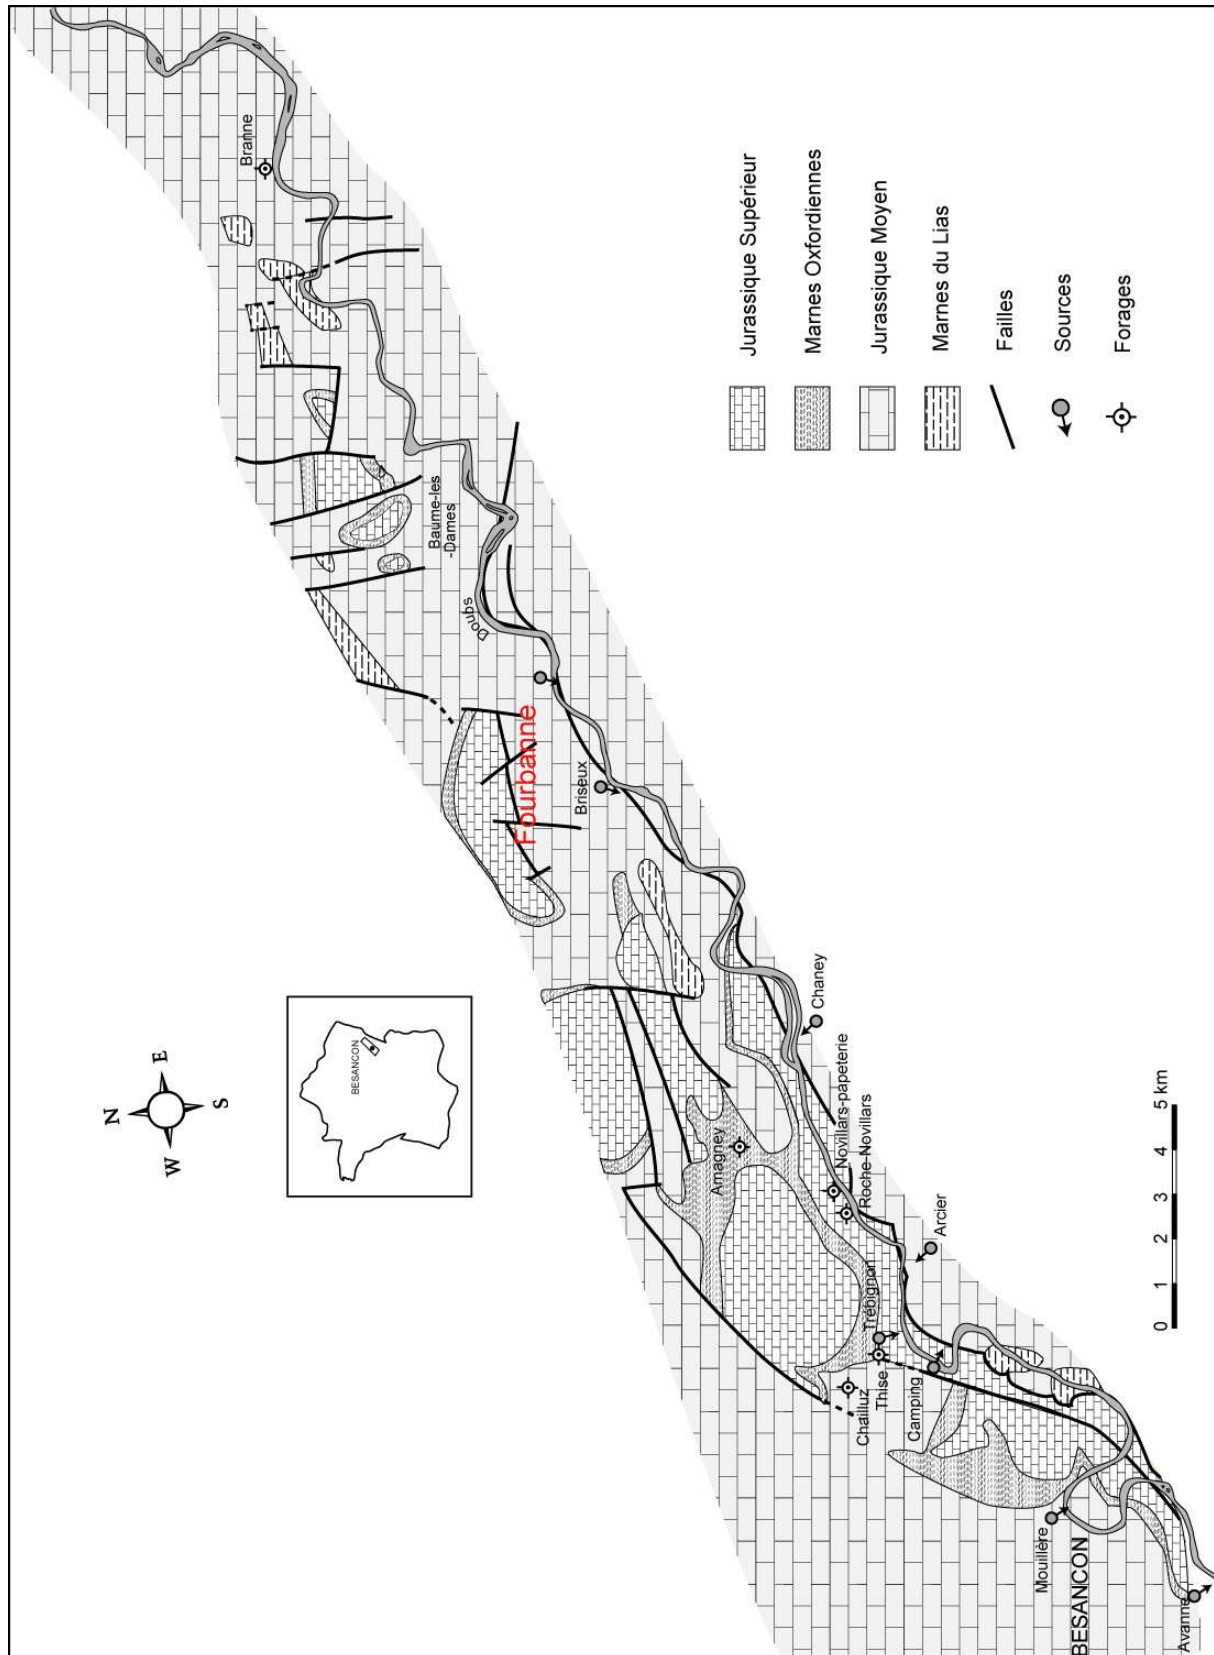 Branne
Baume-les
-Dames
Doubs
Fourbanne
Briseux
Chaney
Novillars-papeterie
Roche-Novillars
Amagney
Arcier
Trébignon
Thise
Chailluz
Camping
Mouillère
BESANCON
Avanne
N
E
S
W
BESANCON
Jurassique Supérieur
Marnes Oxfordiennes
Jurassique Moyen
Marnes du Lias
Failles
Sources
Forages
0 1 2 3 4 5 km